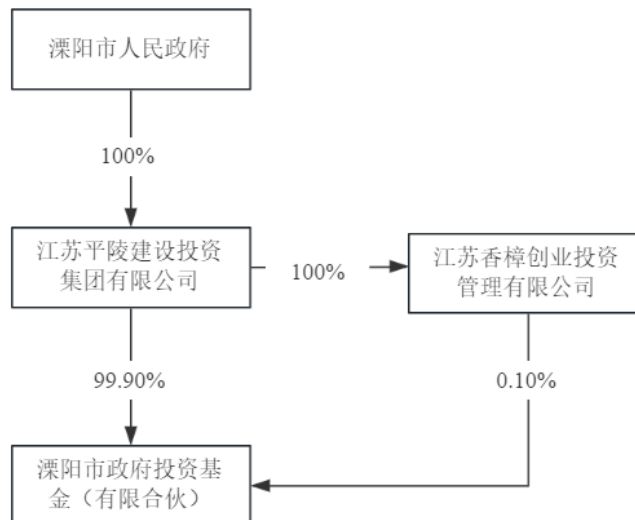 溧阳市人民政府
100%
江苏平陵建设投资
集团有限公司
100%
江苏香樟创业投资
管理有限公司
99.90%
0.10%
溧阳市政府投资基
金（有限合伙）